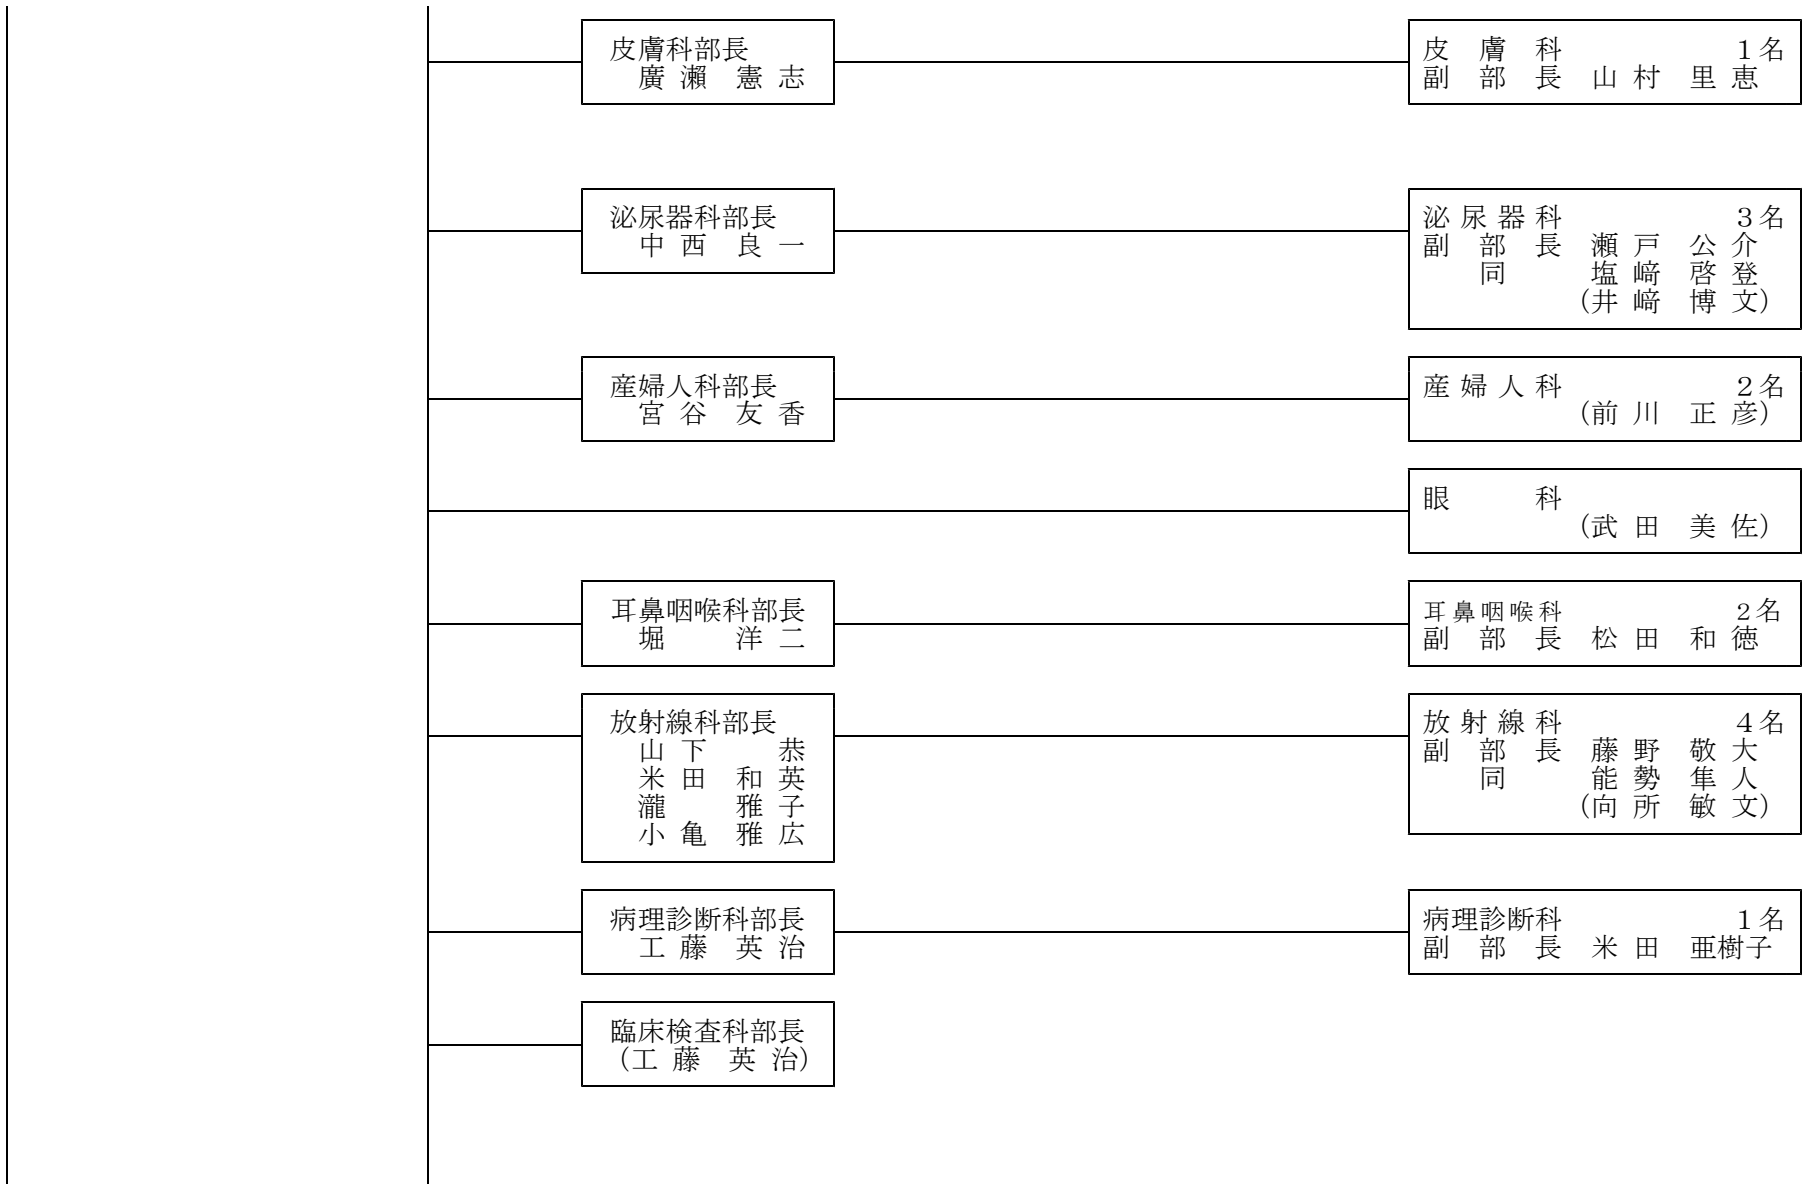 皮膚科部長
廣瀬 憲志
皮膚科 1名
副部長 山村 里恵
泌尿器科部長
中西 良一
泌尿器科 3名
副部長 瀬戸 公介
同 塩﨑 啓登
(井﨑 博文)
産婦人科部長
宮谷 友香
産婦人科 2名
(前川 正彦)
眼科
(武田 美佐)
耳鼻咽喉科部長
堀 洋二
耳鼻咽喉科 2名
副部長 松田 和徳
放射線科部長
山下 恭
米田 和英
瀧 雅子
小亀 雅広
放射線科 4名
副部長 藤野 敬大
同 能勢 隼人
(向所 敏文)
病理診断科部長
工藤 英治
病理診断科 1名
副部長 米田 亜樹子
臨床検査科部長
(工藤 英治)